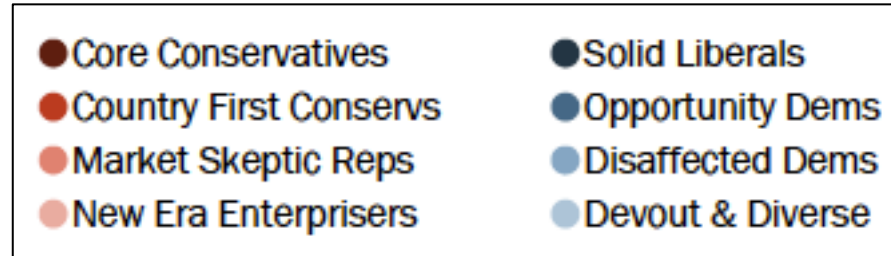 Core Conservatives
Country First Conservs
Market Skeptic Reps
New Era Enterprisers
Solid Liberals
Opportunity Dems
Disaffected Dems
Devout & Diverse